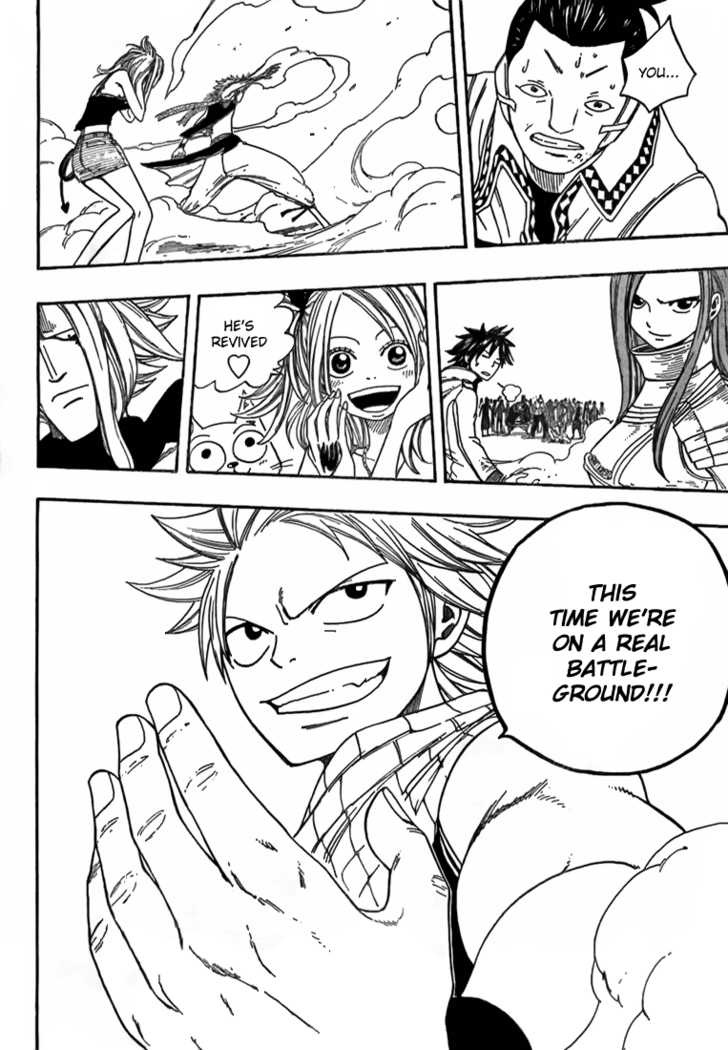 YOU...
HE'S
REVIVED
♡
THIS
TIME WE'RE
ON A REAL
BATTLE-
GROUND!!!